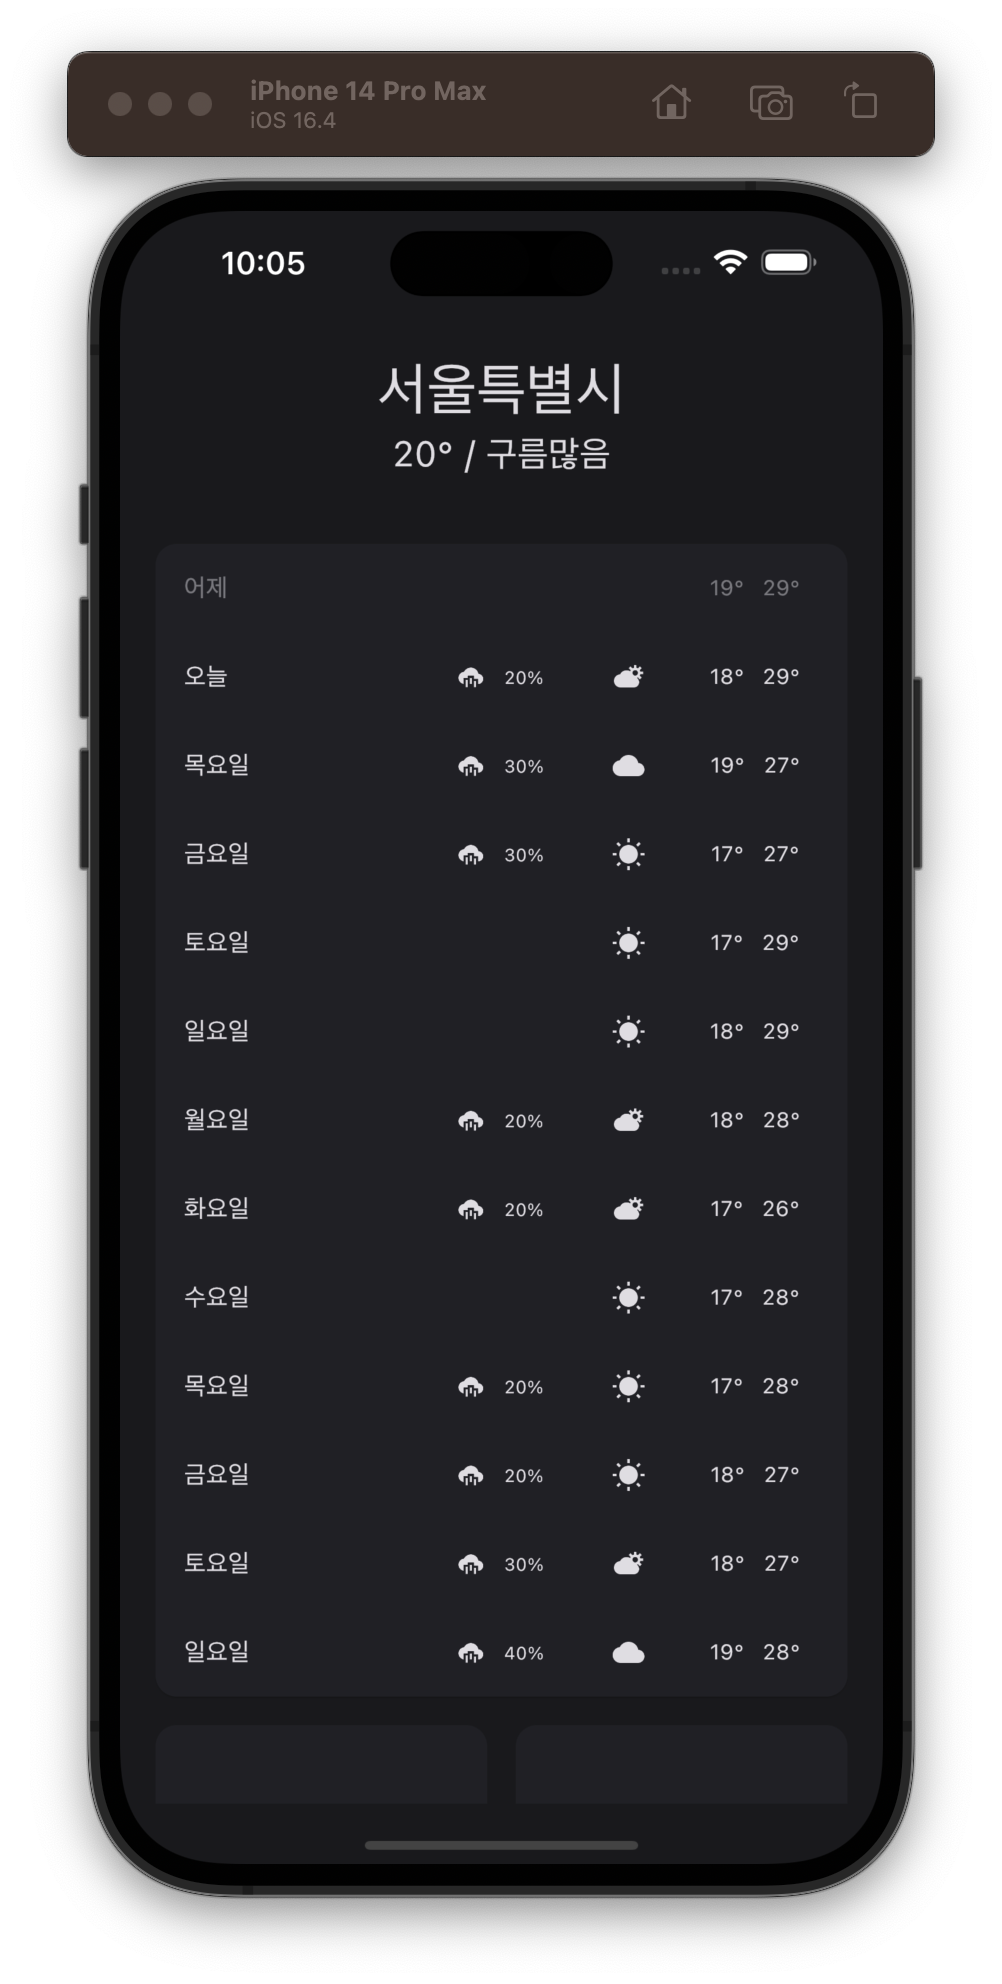 iPhone 14 Pro Max
iOS 16.4
10:05
서울특별시
20° / 구름많음
어제 19° 29°
오늘 20% 18° 29°
목요일 30% 19° 27°
금요일 30% 17° 27°
토요일 17° 29°
일요일 18° 29°
월요일 20% 18° 28°
화요일 20% 17° 26°
수요일 17° 28°
목요일 20% 17° 28°
금요일 20% 18° 27°
토요일 30% 18° 27°
일요일 40% 19° 28°